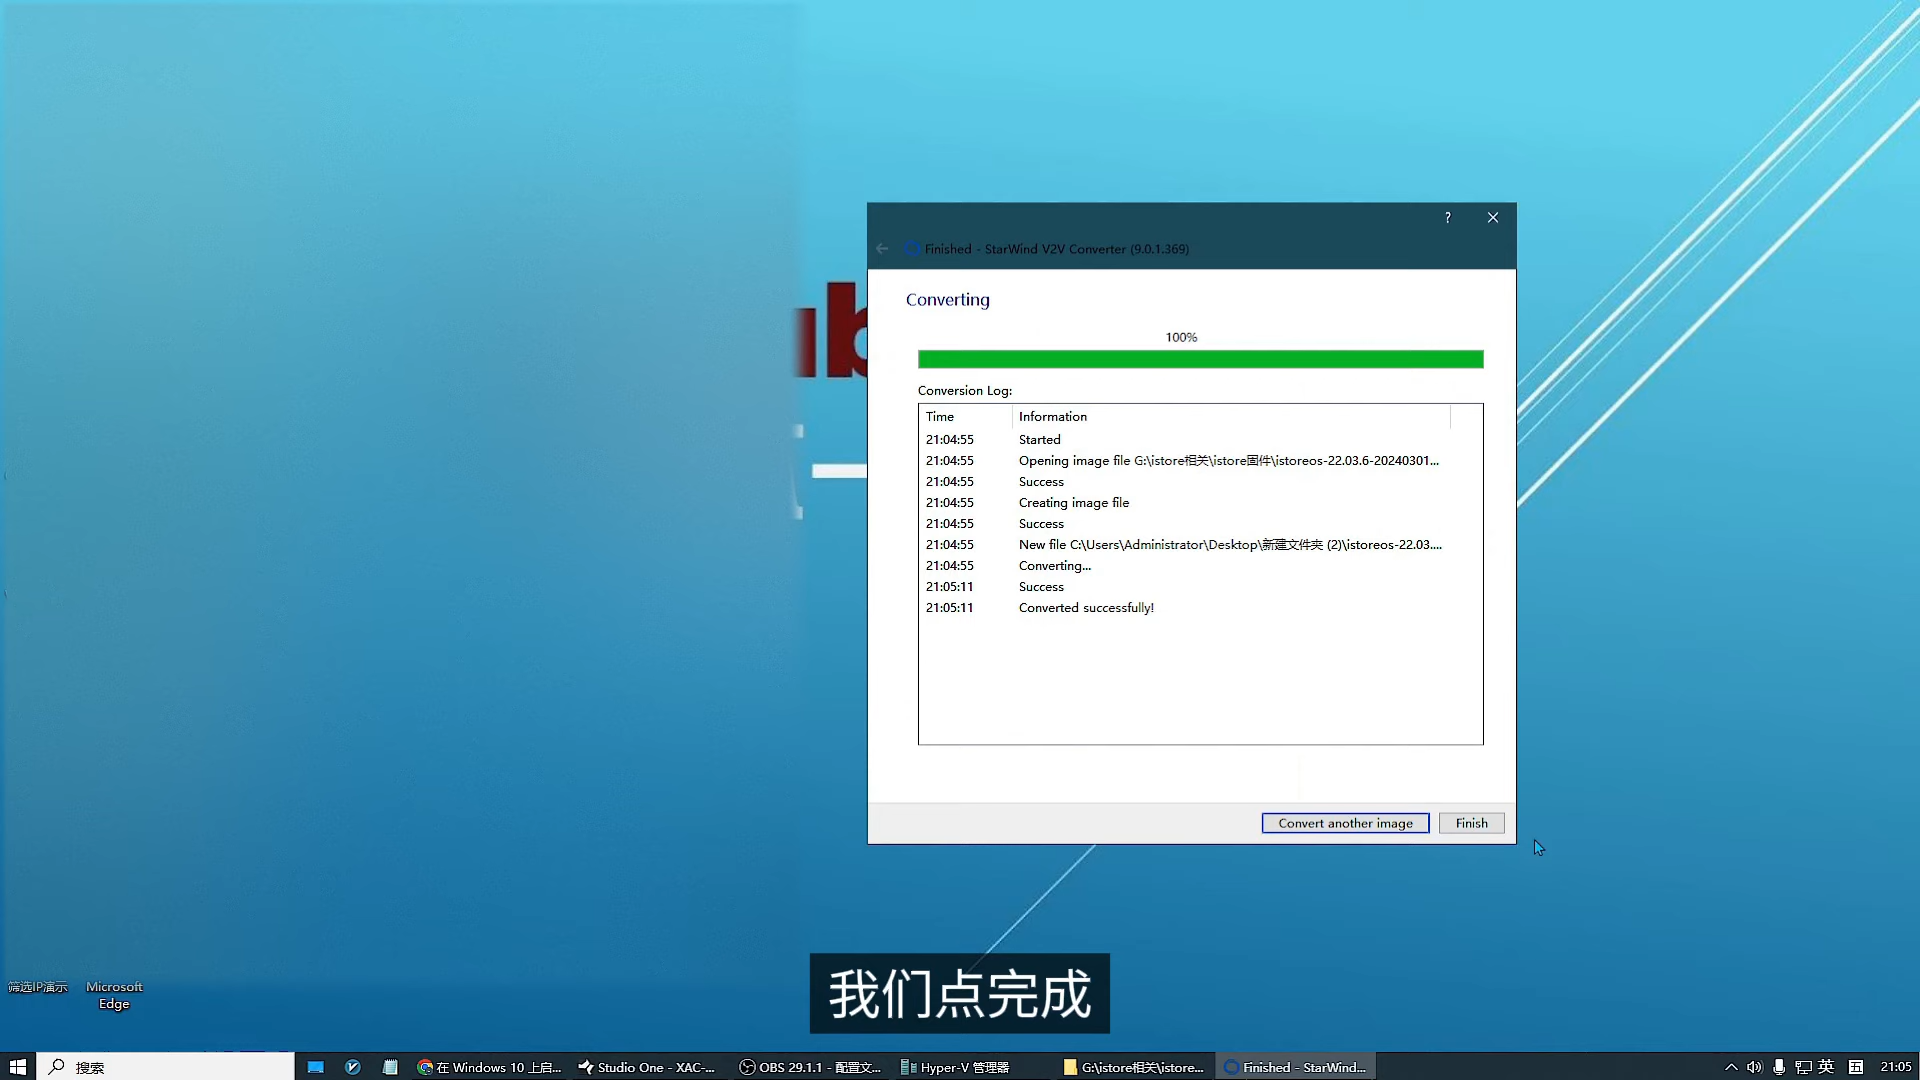 ?
Finished - StarWind V2V Converter (9.0.1.369)
Converting
100%
Conversion Log:
Time Information
21:04:55 Started
21:04:55 Opening image file G:\istore相关\istore固件\istoreos-22.03.6-20240301...
21:04:55 Success
21:04:55 Creating image file
21:04:55 Success
21:04:55 New file C:\Users\Administrator\Desktop\新建文件夹 (2)\istoreos-22.03....
21:04:55 Converting...
21:05:11 Success
21:05:11 Converted successfully!
Convert another image Finish
筛选IP演示
Microsoft Edge
我们点完成
搜索 在 Windows 10 上启... Studio One - XAC-... OBS 29.1.1 - 配置文... Hyper-V 管理器 G:\istore相关\istore... Finished - StarWind... 英 五 21:05